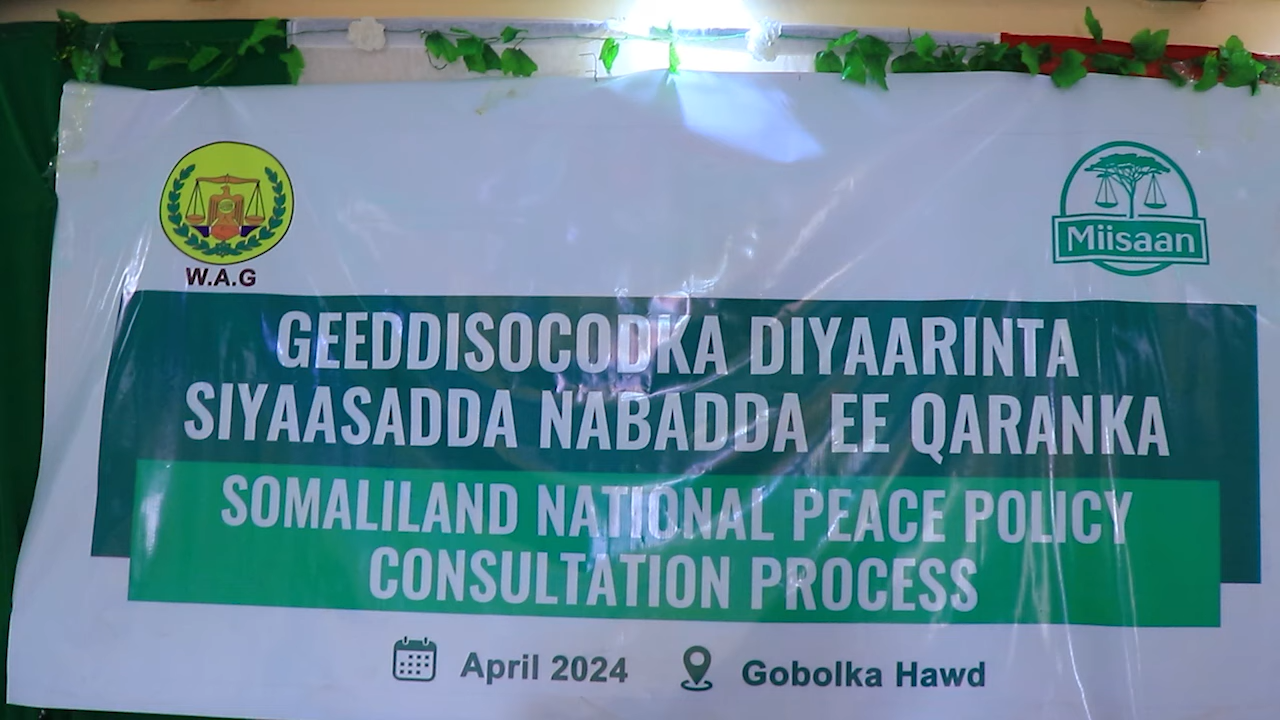 W.A.G
Miisaan
GEEDDISOCODKA DIYAARINTA
SIYAASADDA NABADDA EE QARANKA
SOMALILAND NATIONAL PEACE POLICY
CONSULTATION PROCESS
April 2024
Gobolka Hawd